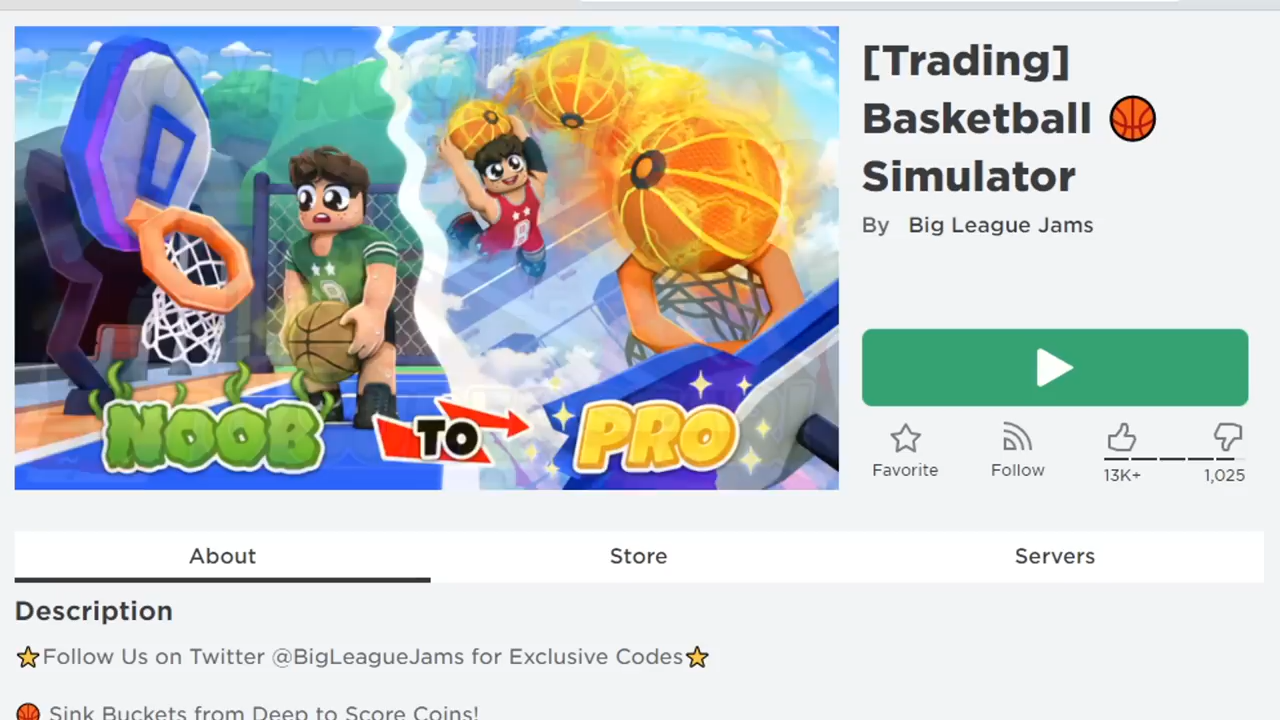 [Trading]
Basketball 🏀
Simulator
By Big League Jams
NOOB TO PRO
Favorite
Follow
13K+
1,025
About
Store
Servers
Description
⭐Follow Us on Twitter @BigLeagueJams for Exclusive Codes⭐
🏀 Sink Buckets from Deep to Score Coins!